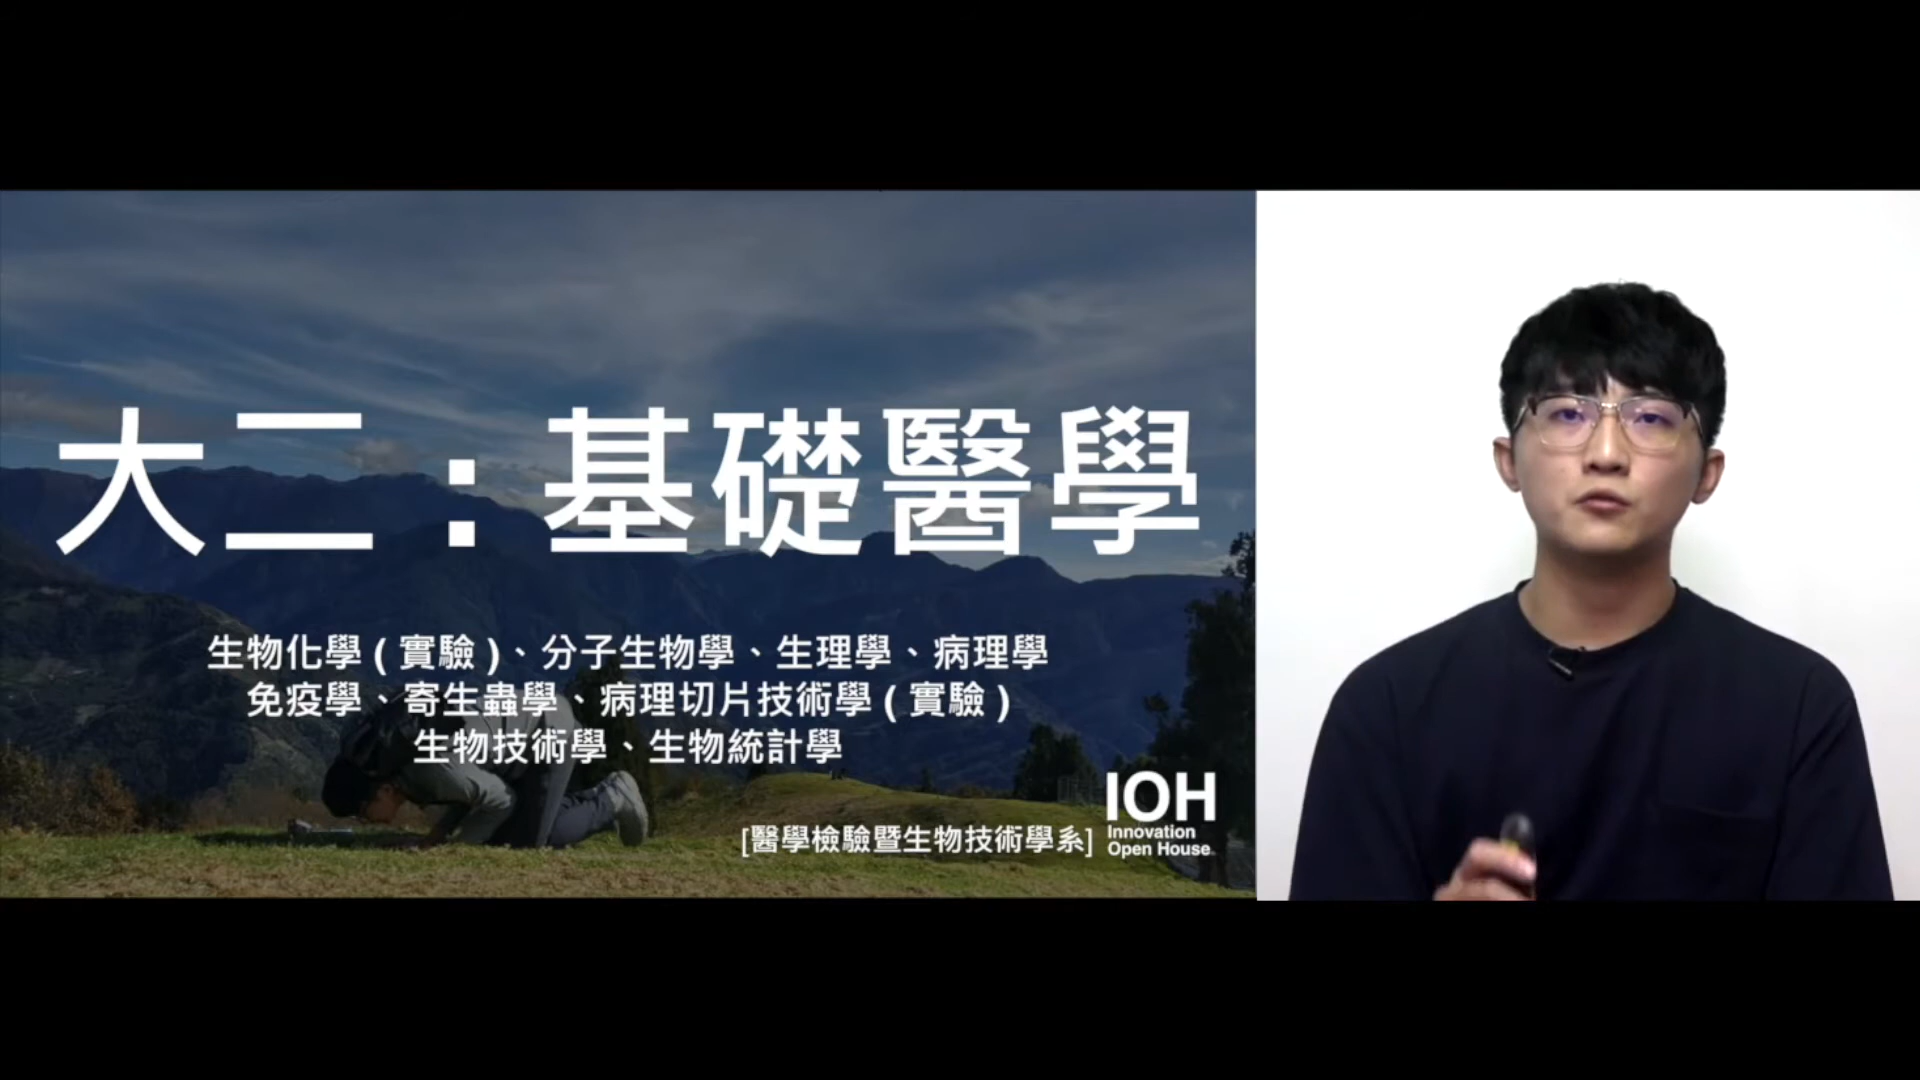 大二：基礎醫學
生物化學 ( 實驗 )、分子生物學、生理學、病理學
免疫學、寄生蟲學、病理切片技術學 ( 實驗 )
生物技術學、生物統計學
[醫學檢驗暨生物技術學系]
IOH
Innovation
Open House